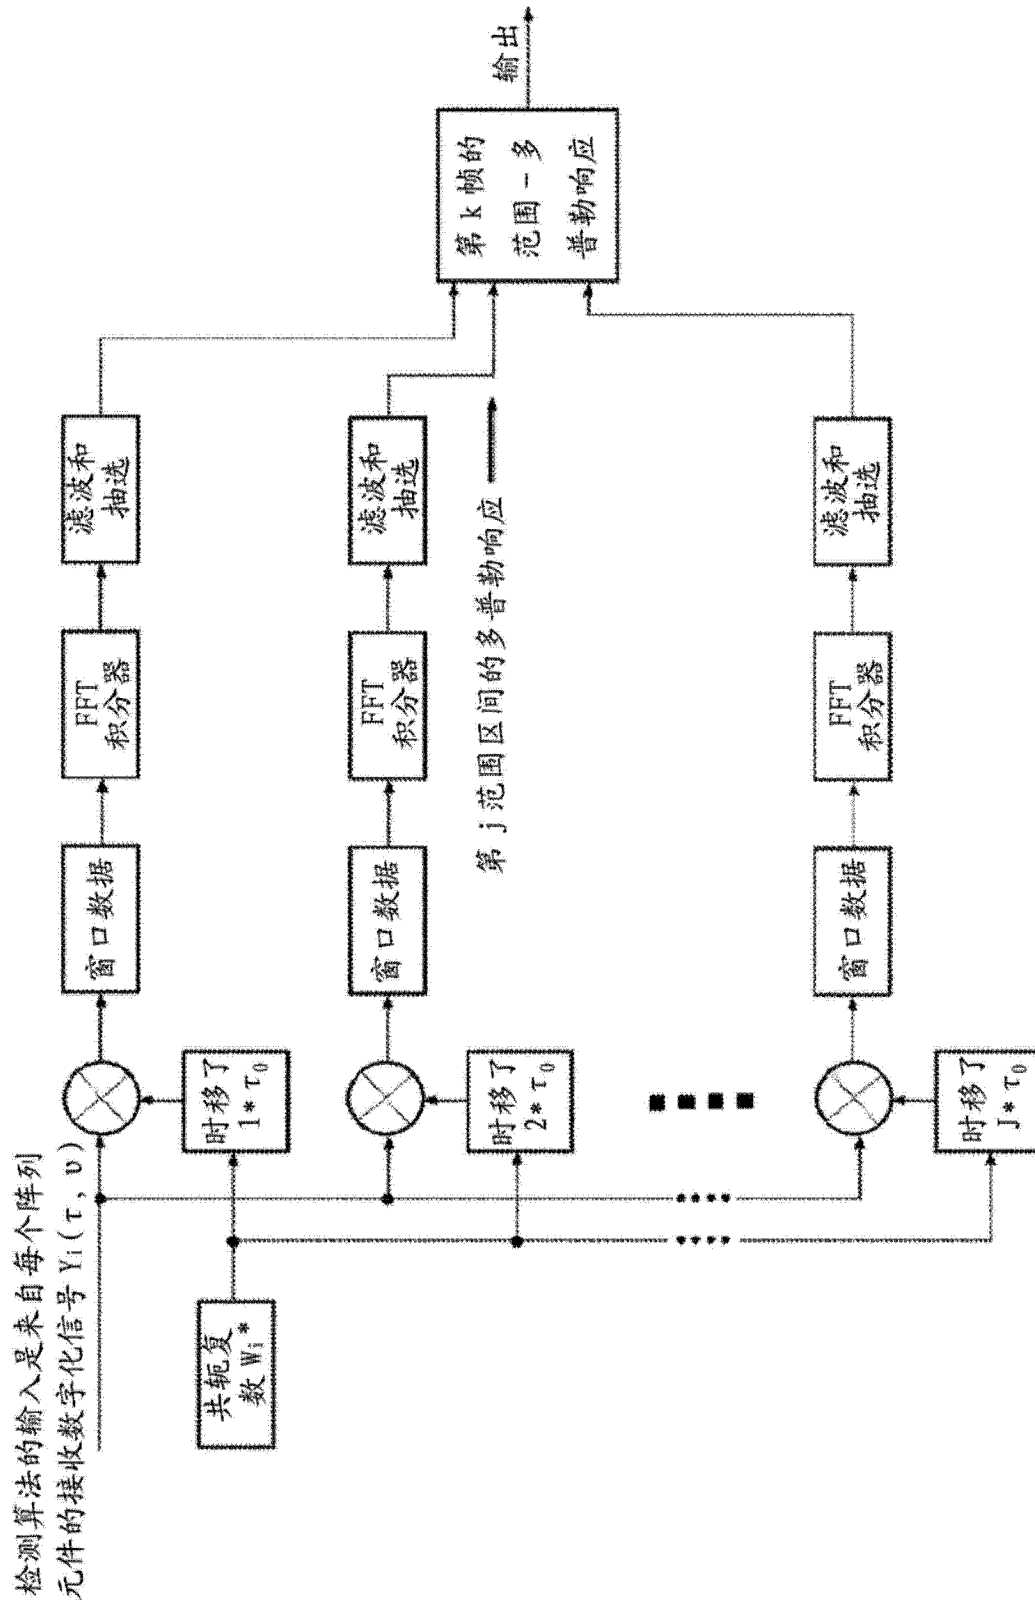 检测算法的输入是来自每个阵列
元件的接收数字化信号 Yi(τ, υ)
共轭复
数 Wi*
时移了
1* τ0
窗口数据
FFT
积分器
滤波和
抽选
时移了
2* τ0
窗口数据
FFT
积分器
滤波和
抽选
第 j 范围区间的多普勒响应
时移了
J* τ0
窗口数据
FFT
积分器
滤波和
抽选
第 k 帧的
范围-多
普勒响应
输出